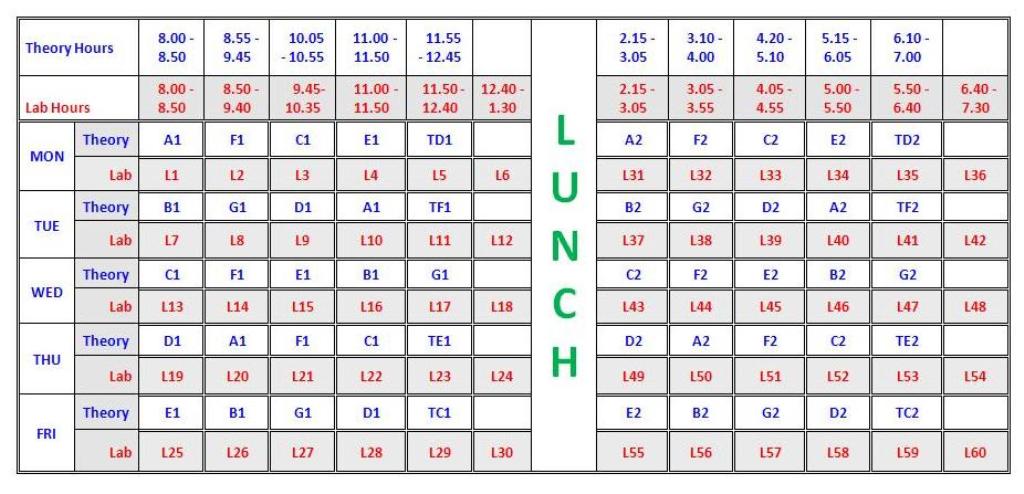 Theory Hours 8.00 - 8.50 8.55 - 9.45 10.05 - 10.55 11.00 - 11.50 11.55 - 12.45 2.15 - 3.05 3.10 - 4.00 4.20 - 5.10 5.15 - 6.05 6.10 - 7.00
Lab Hours 8.00 - 8.50 8.50 - 9.40 9.45- 10.35 11.00 - 11.50 11.50 - 12.40 12.40 - 1.30 2.15 - 3.05 3.05 - 3.55 4.05 - 4.55 5.00 - 5.50 5.50 - 6.40 6.40 - 7.30
LUNCH
MON Theory A1 F1 C1 E1 TD1 A2 F2 C2 E2 TD2
Lab L1 L2 L3 L4 L5 L6 L31 L32 L33 L34 L35 L36
TUE Theory B1 G1 D1 A1 TF1 B2 G2 D2 A2 TF2
Lab L7 L8 L9 L10 L11 L12 L37 L38 L39 L40 L41 L42
WED Theory C1 F1 E1 B1 G1 C2 F2 E2 B2 G2
Lab L13 L14 L15 L16 L17 L18 L43 L44 L45 L46 L47 L48
THU Theory D1 A1 F1 C1 TE1 D2 A2 F2 C2 TE2
Lab L19 L20 L21 L22 L23 L24 L49 L50 L51 L52 L53 L54
FRI Theory E1 B1 G1 D1 TC1 E2 B2 G2 D2 TC2
Lab L25 L26 L27 L28 L29 L30 L55 L56 L57 L58 L59 L60